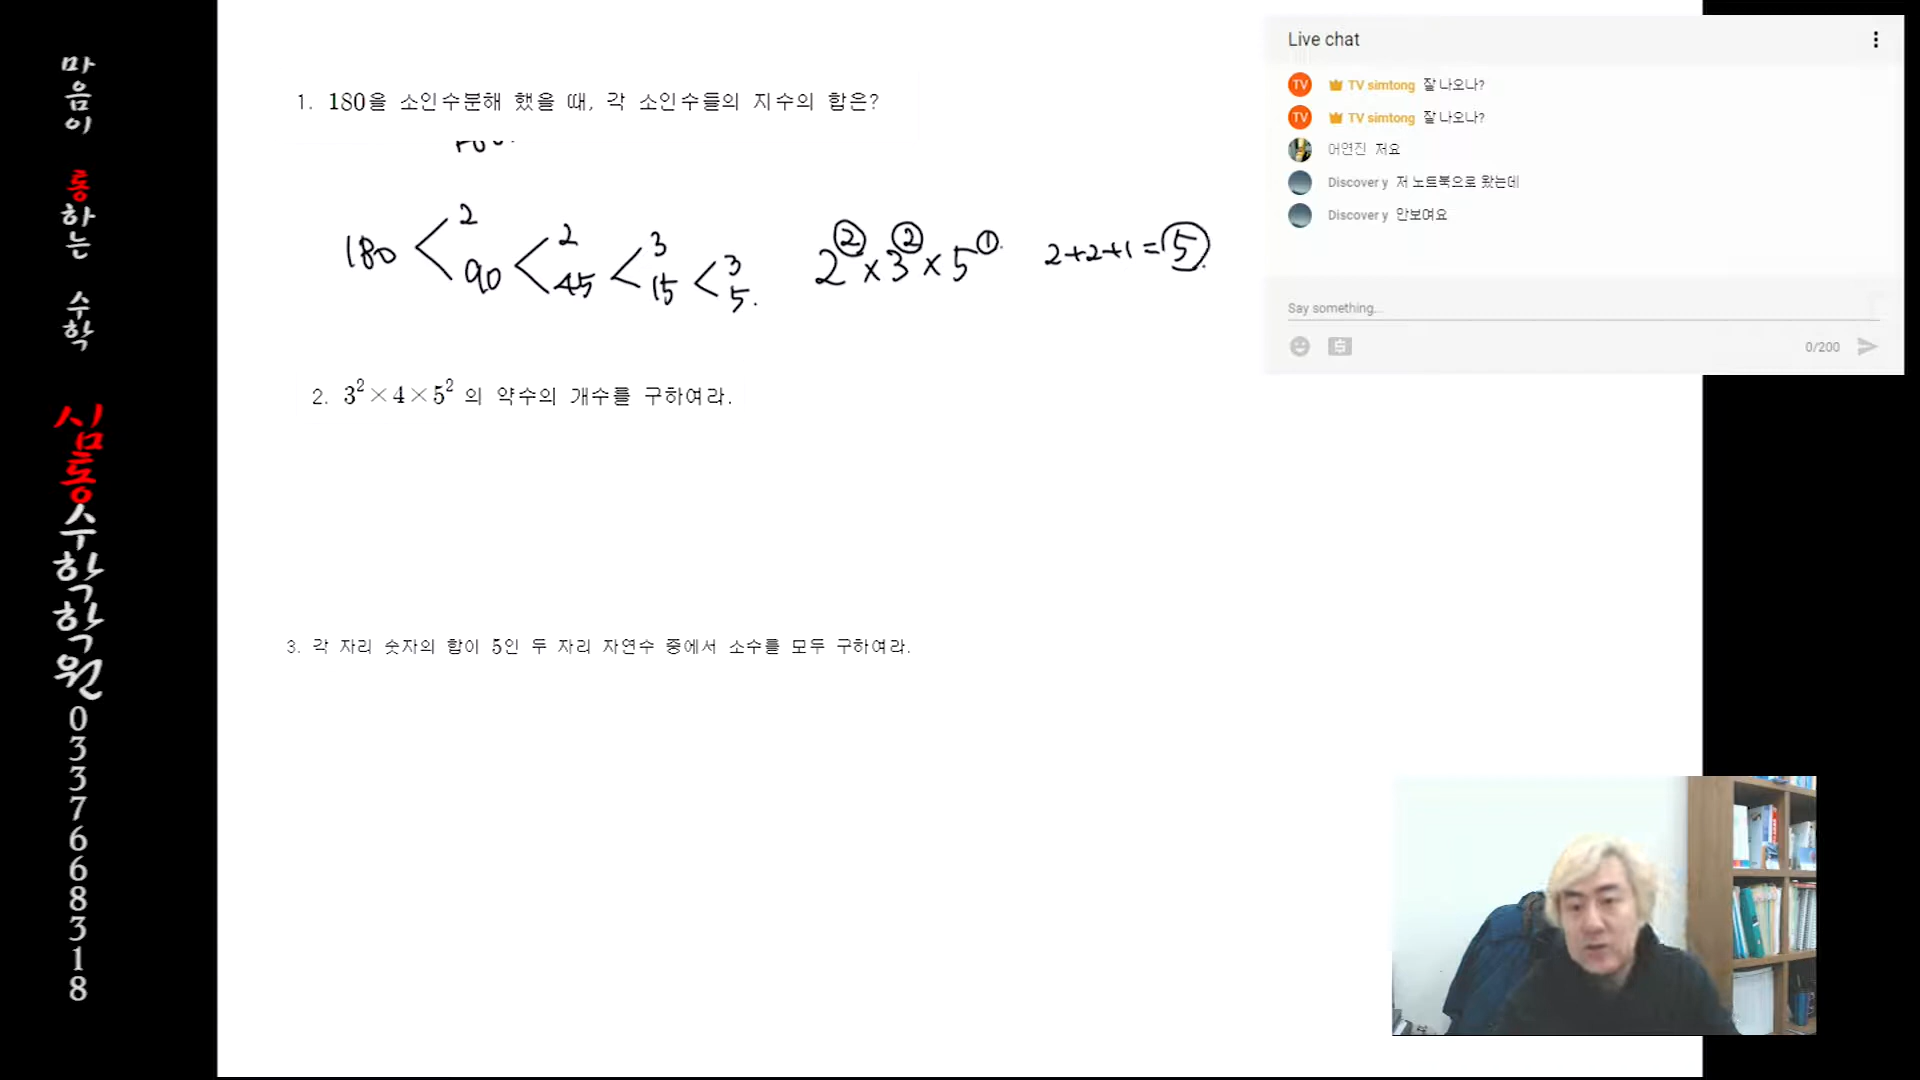 마음이 통하는 수학
심통수학학원
0337668318
1. 180을 소인수분해 했을 때, 각 소인수들의 지수의 합은?
180 < 2 90 < 2 45 < 3 15 < 3 5.
2² × 3² × 5¹
2+2+1=5.
2. 3² × 4 × 5² 의 약수의 개수를 구하여라.
3. 각 자리 숫자의 합이 5인 두 자리 자연수 중에서 소수를 모두 구하여라.
Live chat
TV TV simtong 잘 나오나?
TV TV simtong 잘 나오나?
어연진 저요
Discover y 저 노트북으로 왔는데
Discover y 안보여요
Say something...
0/200